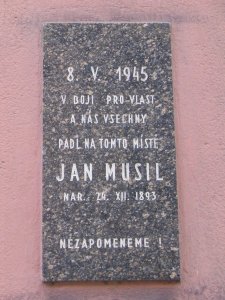 8. V. 1945
V BOJI PRO VLAST
A NÁS VŠECHNY
PADL NA TOMTO MÍSTĚ
JAN MUSIL
NAR. 24. XII. 1893
NEZAPOMENEME !